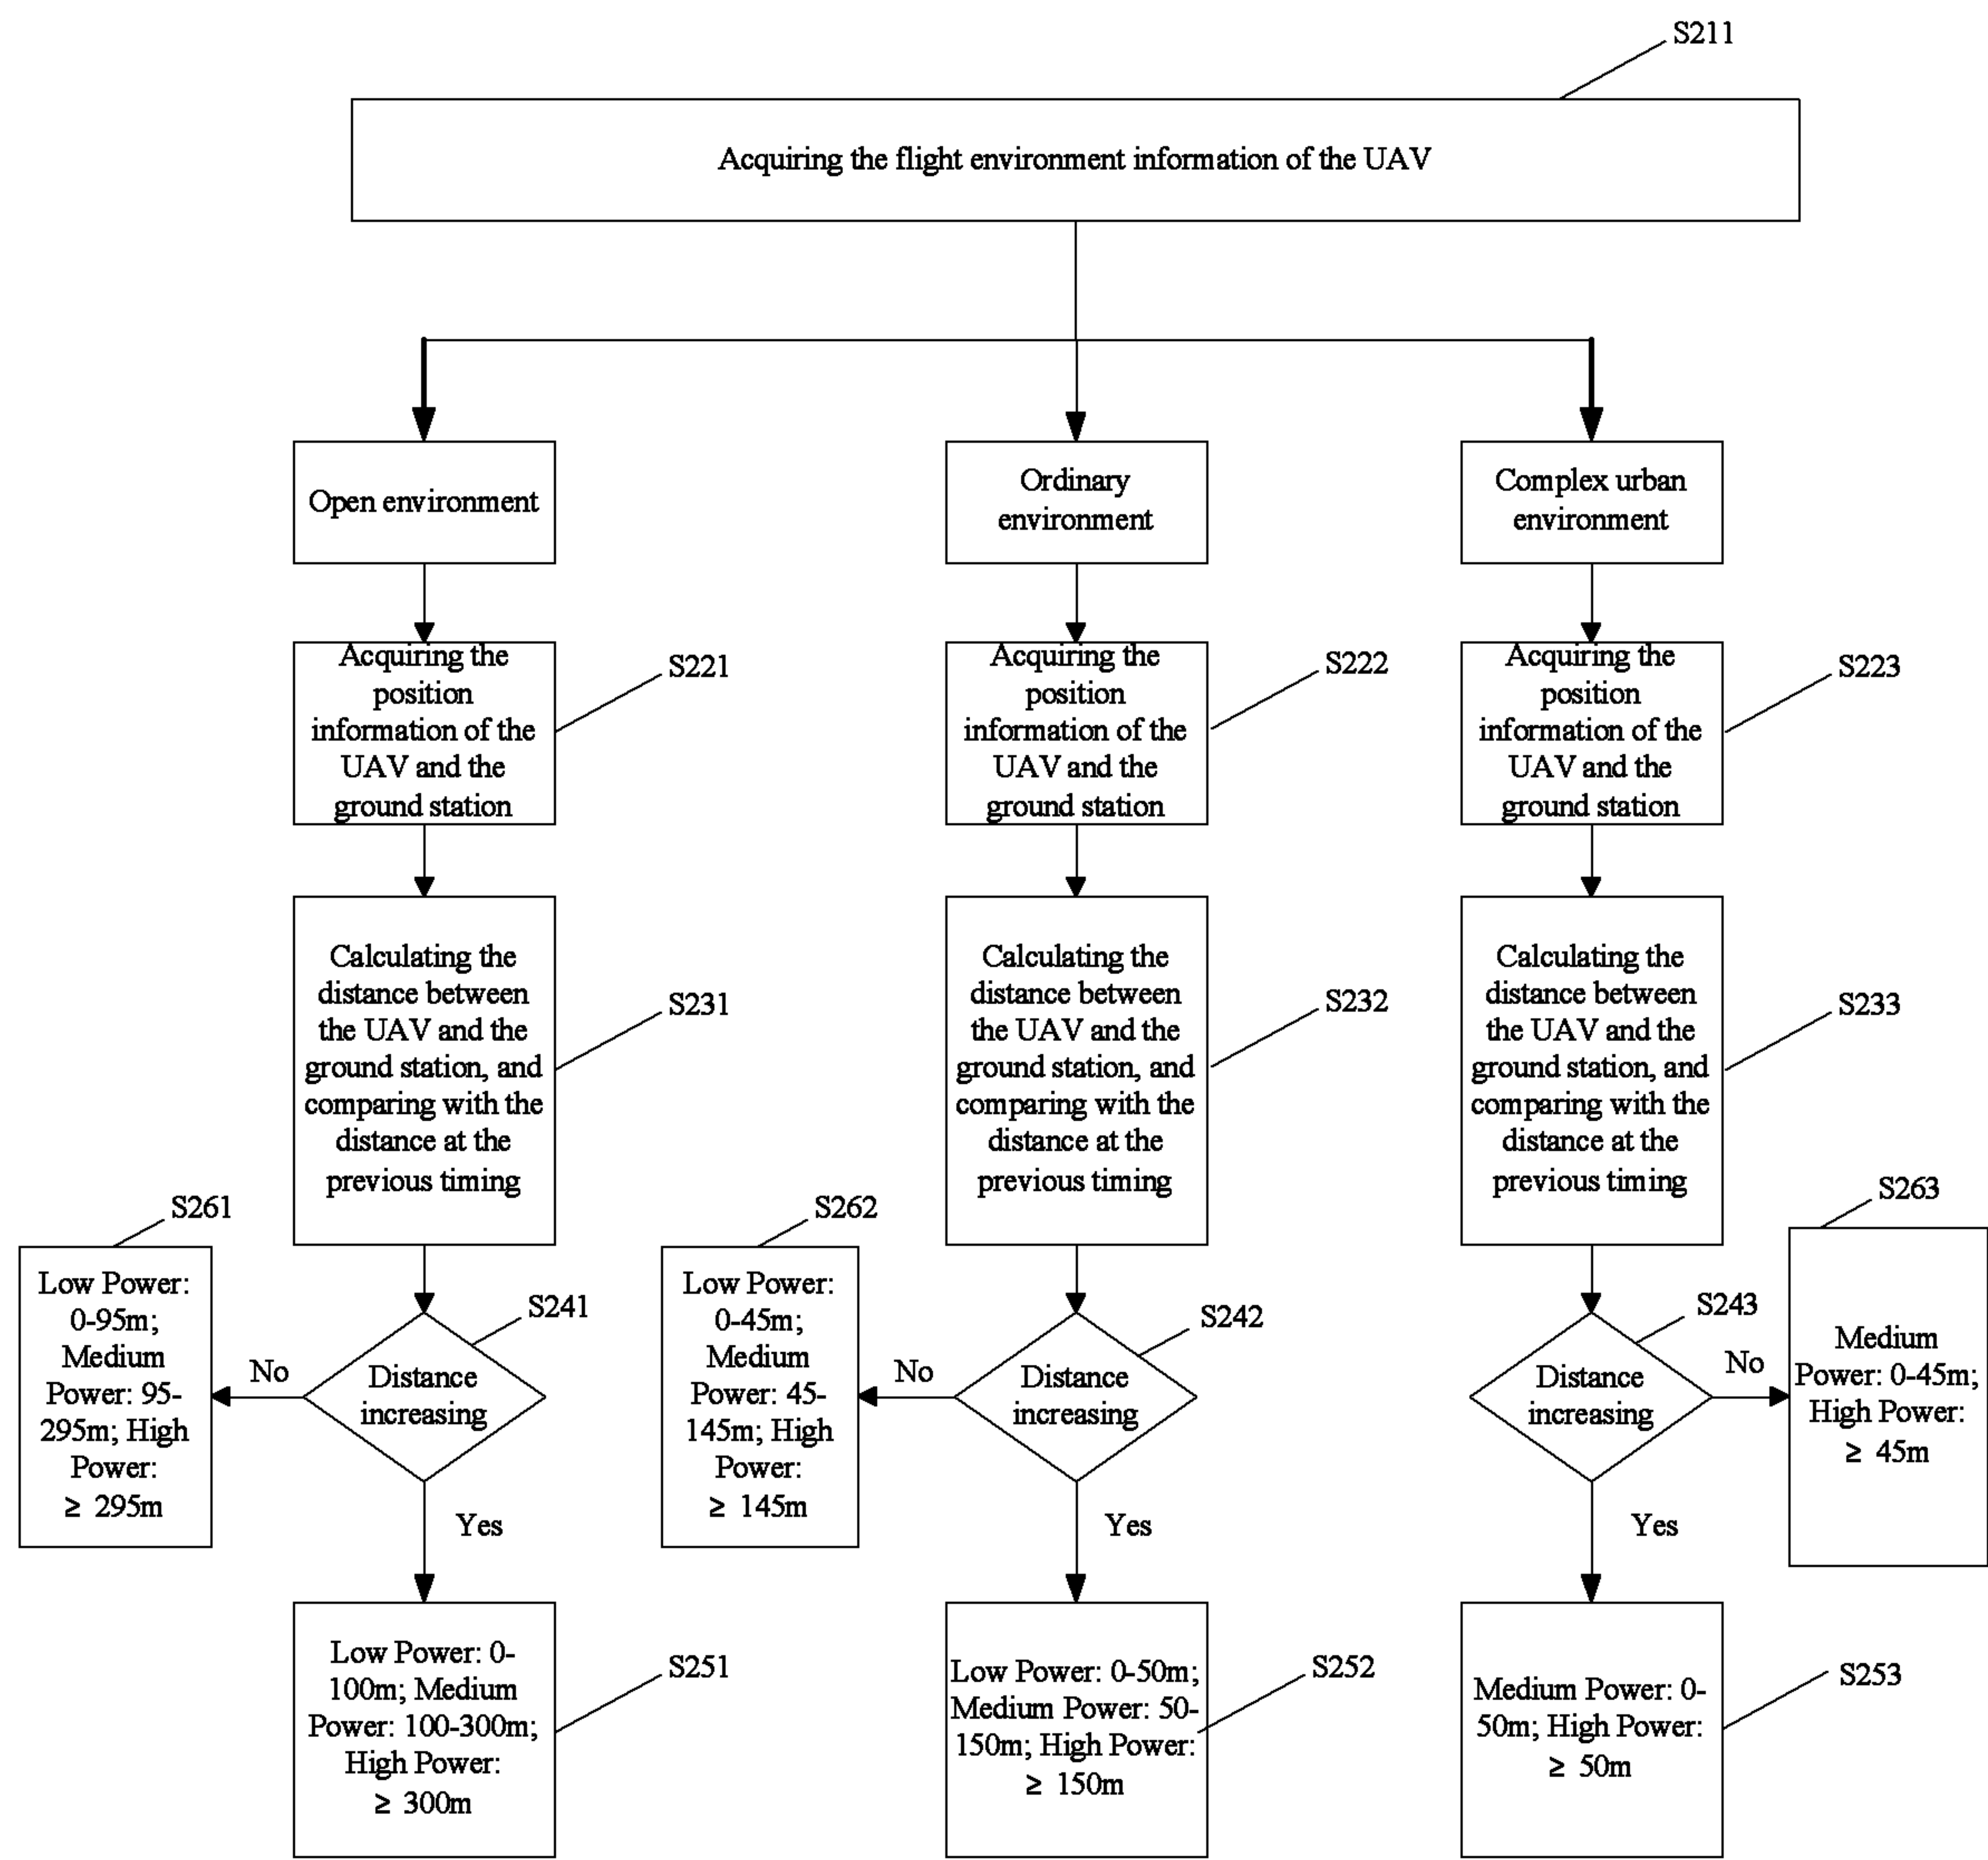 S211
Acquiring the flight environment information of the UAV
Open environment
Ordinary
environment
Complex urban
environment
Acquiring the
position
information of the
UAV and the
ground station
S221
Acquiring the
position
information of the
UAV and the
ground station
S222
Acquiring the
position
information of the
UAV and the
ground station
S223
Calculating the
distance between
the UAV and the
ground station, and
comparing with the
distance at the
previous timing
S231
Calculating the
distance between
the UAV and the
ground station, and
comparing with the
distance at the
previous timing
S232
Calculating the
distance between
the UAV and the
ground station, and
comparing with the
distance at the
previous timing
S233
S261
Low Power:
0-95m;
Medium
Power: 95-
295m; High
Power:
≥ 295m
No
Distance
increasing
S241
Yes
S262
Low Power:
0-45m;
Medium
Power: 45-
145m; High
Power:
≥ 145m
No
Distance
increasing
S242
Yes
Distance
increasing
S243
No
Yes
S263
Medium
Power: 0-45m;
High Power:
≥ 45m
Low Power: 0-
100m; Medium
Power: 100-300m;
High Power:
≥ 300m
S251
Low Power: 0-50m;
Medium Power: 50-
150m; High Power:
≥ 150m
S252
Medium Power: 0-
50m; High Power:
≥ 50m
S253